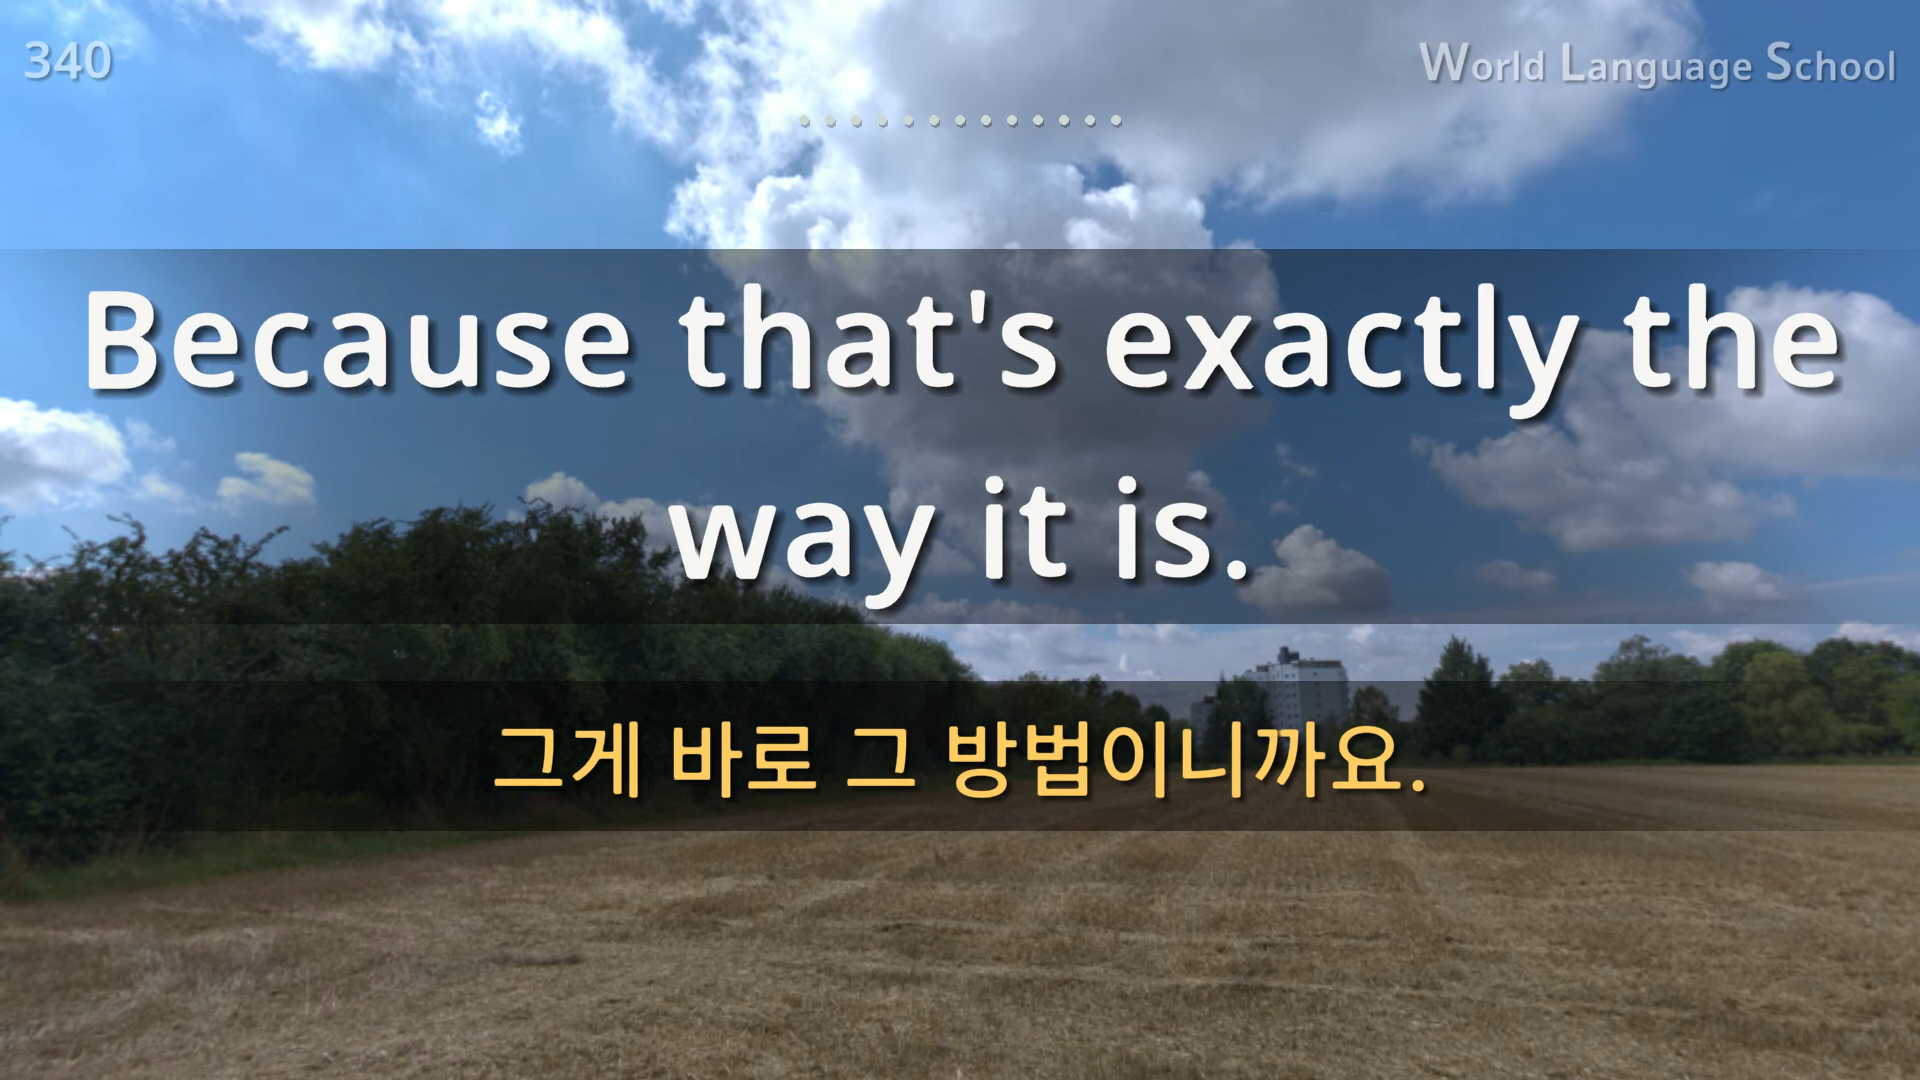 340
World Language School
Because that's exactly the
way it is.
그게 바로 그 방법이니까요.